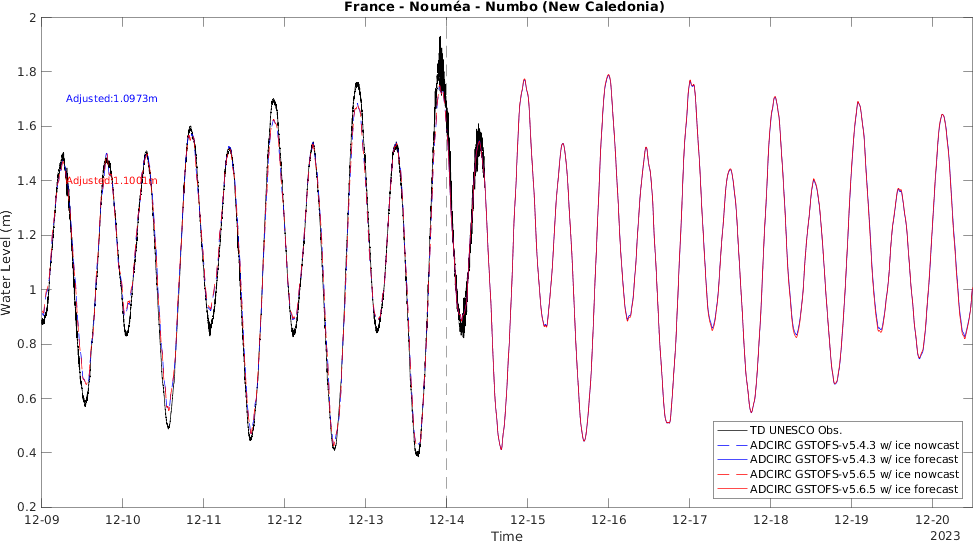 France - Nouméa - Numbo (New Caledonia)
2
1.8
1.6
1.4
1.2
1
0.8
0.6
0.4
0.2
Water Level (m)
Adjusted:1.0973m
Adjusted:1.1001m
TD UNESCO Obs.
ADCIRC GSTOFS-v5.4.3 w/ ice nowcast
ADCIRC GSTOFS-v5.4.3 w/ ice forecast
ADCIRC GSTOFS-v5.6.5 w/ ice nowcast
ADCIRC GSTOFS-v5.6.5 w/ ice forecast
12-09 12-10 12-11 12-12 12-13 12-14 12-15 12-16 12-17 12-18 12-19 12-20
2023
Time